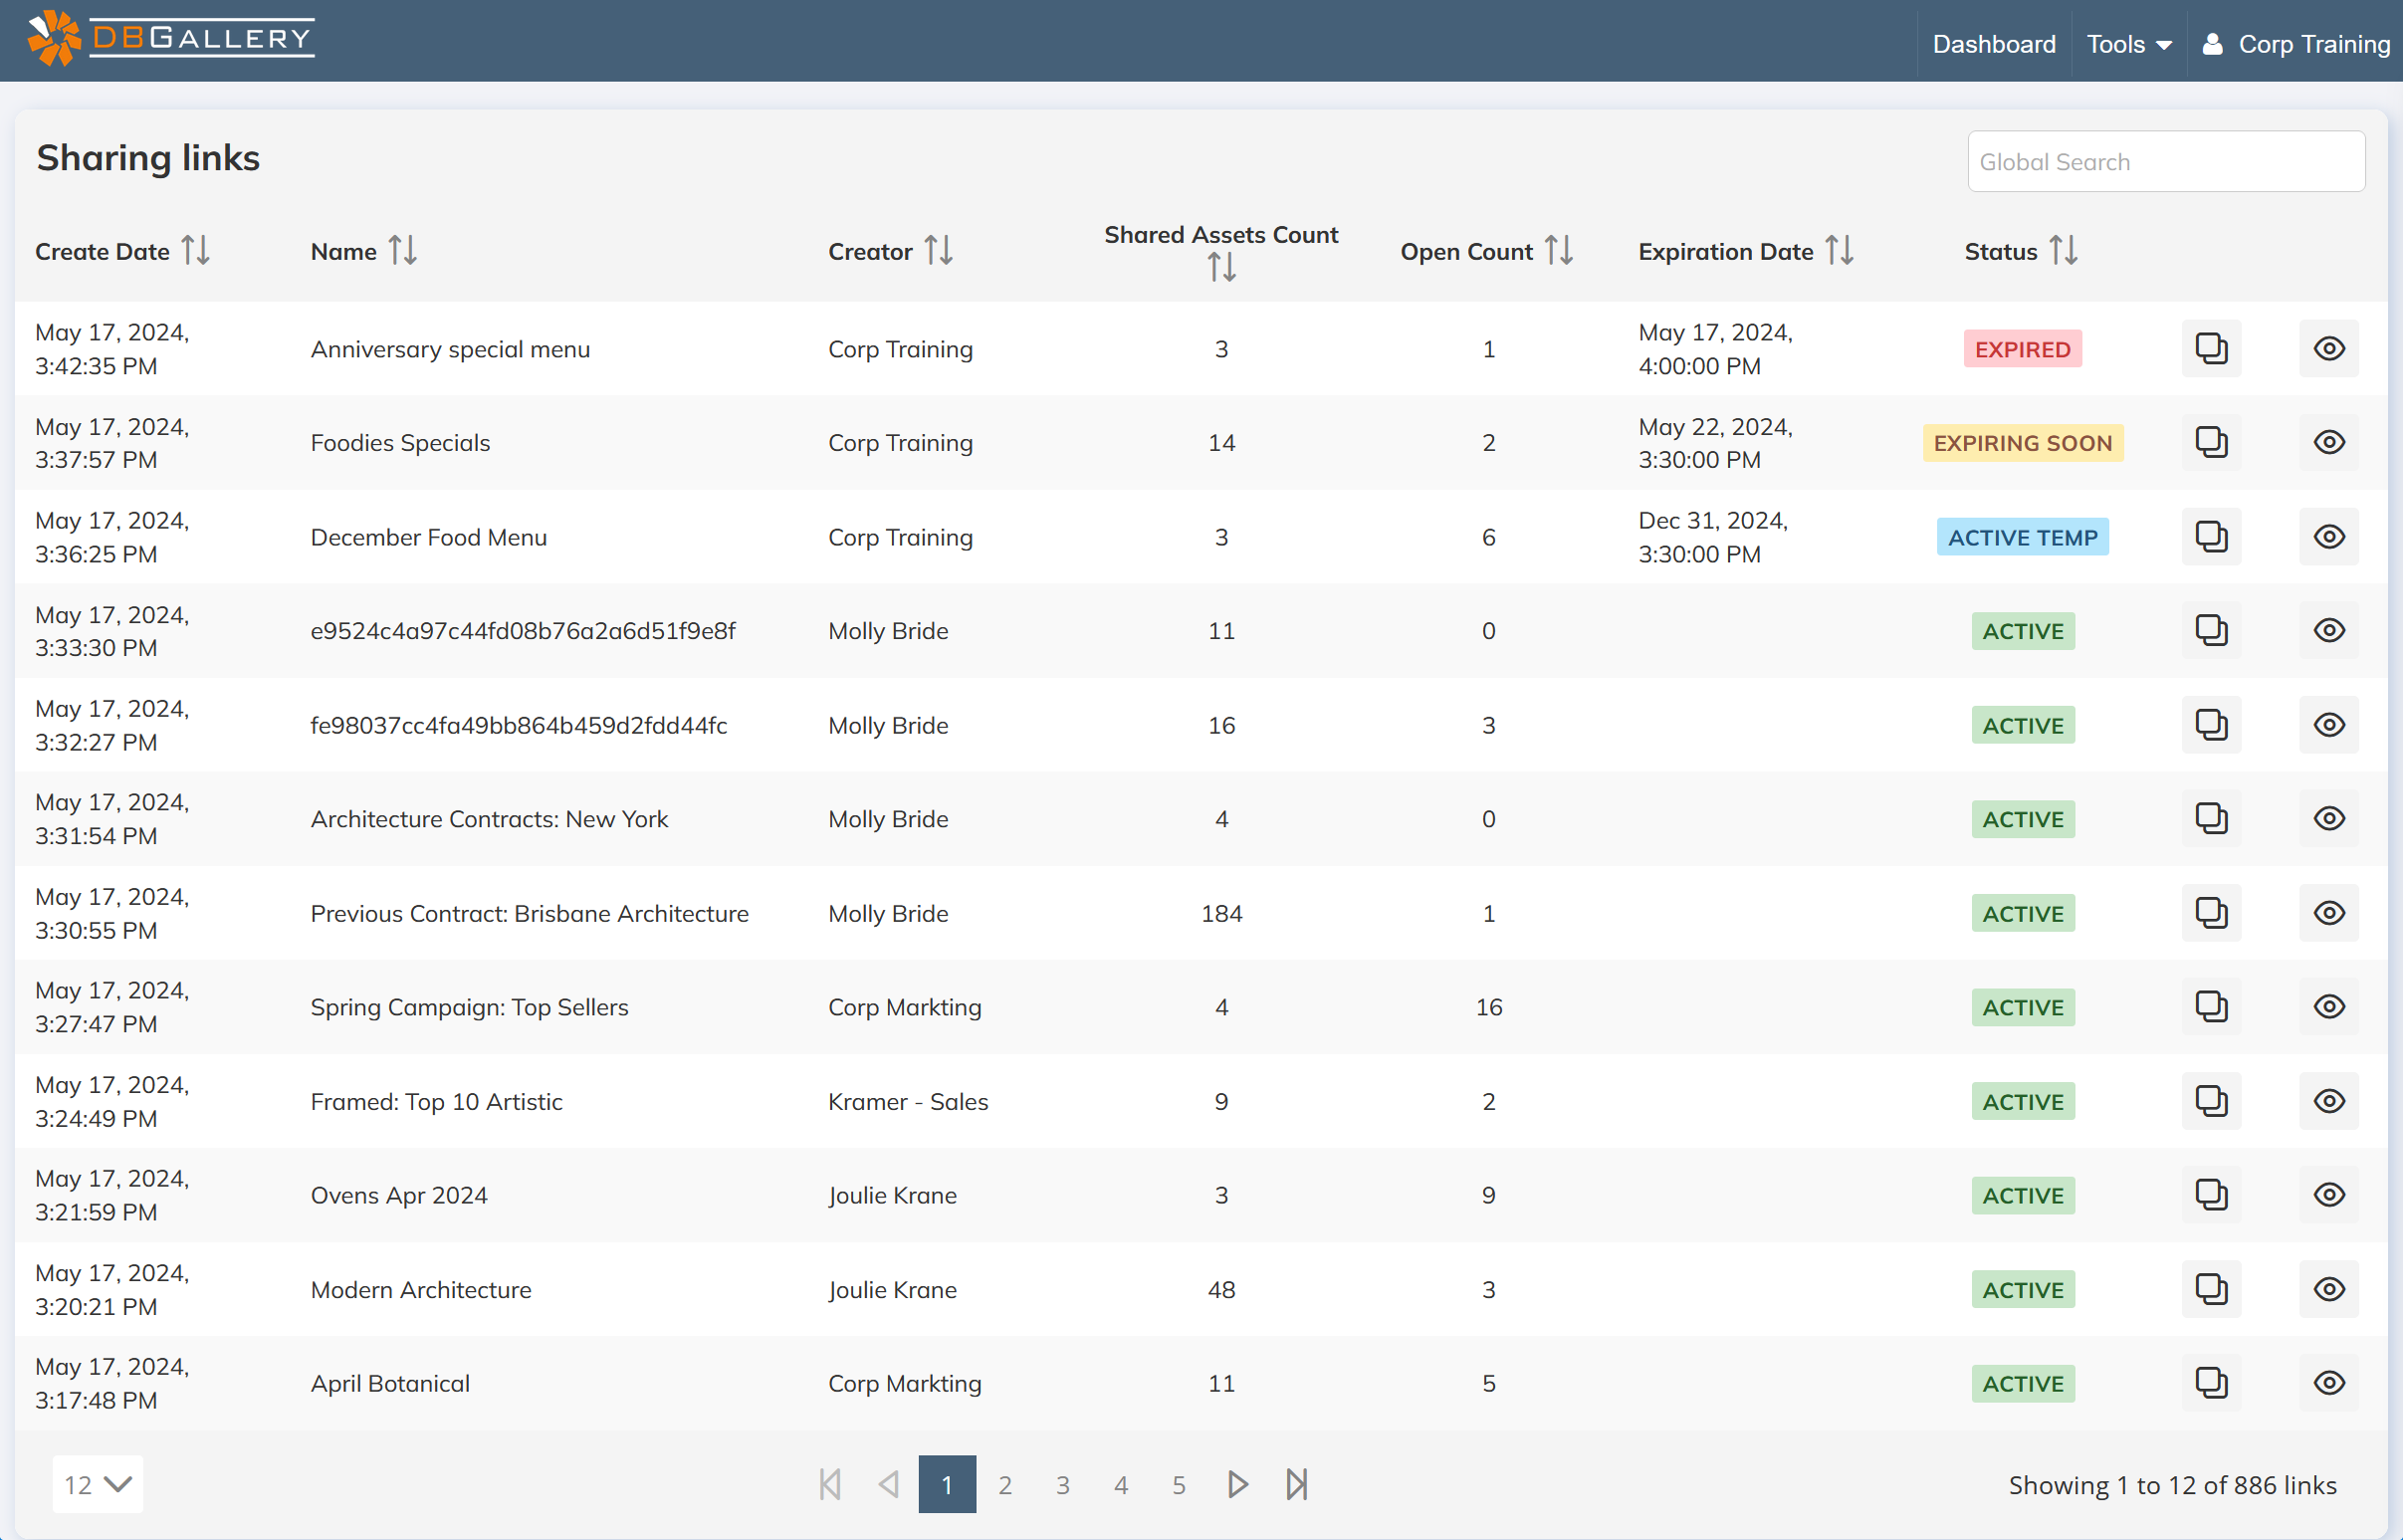 DBGALLERY
Dashboard Tools Corp Training
Sharing links
Global Search
Create Date Name Creator Shared Assets Count Open Count Expiration Date Status
May 17, 2024, 3:42:35 PM Anniversary special menu Corp Training 3 1 May 17, 2024, 4:00:00 PM EXPIRED
May 17, 2024, 3:37:57 PM Foodies Specials Corp Training 14 2 May 22, 2024, 3:30:00 PM EXPIRING SOON
May 17, 2024, 3:36:25 PM December Food Menu Corp Training 3 6 Dec 31, 2024, 3:30:00 PM ACTIVE TEMP
May 17, 2024, 3:33:30 PM e9524c4a97c44fd08b76a2a6d51f9e8f Molly Bride 11 0 ACTIVE
May 17, 2024, 3:32:27 PM fe98037cc4fa49bb864b459d2fdd44fc Molly Bride 16 3 ACTIVE
May 17, 2024, 3:31:54 PM Architecture Contracts: New York Molly Bride 4 0 ACTIVE
May 17, 2024, 3:30:55 PM Previous Contract: Brisbane Architecture Molly Bride 184 1 ACTIVE
May 17, 2024, 3:27:47 PM Spring Campaign: Top Sellers Corp Markting 4 16 ACTIVE
May 17, 2024, 3:24:49 PM Framed: Top 10 Artistic Kramer - Sales 9 2 ACTIVE
May 17, 2024, 3:21:59 PM Ovens Apr 2024 Joulie Krane 3 9 ACTIVE
May 17, 2024, 3:20:21 PM Modern Architecture Joulie Krane 48 3 ACTIVE
May 17, 2024, 3:17:48 PM April Botanical Corp Markting 11 5 ACTIVE
12 1 2 3 4 5 Showing 1 to 12 of 886 links